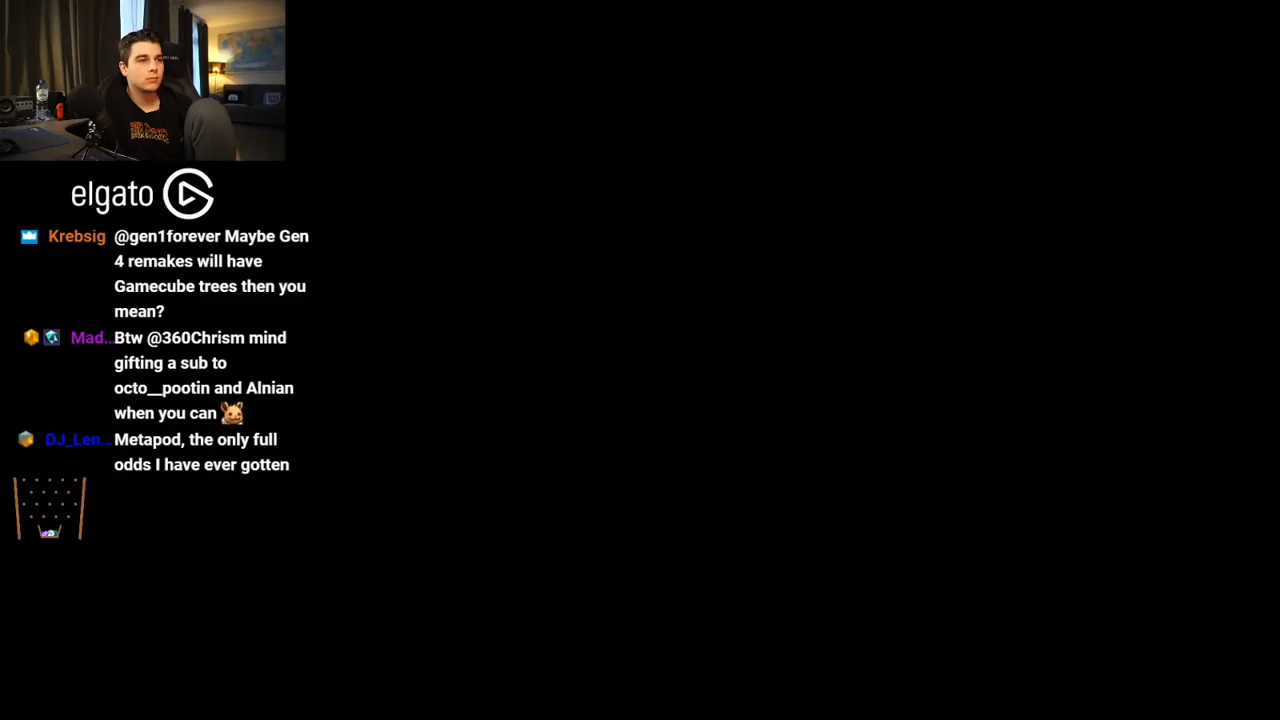 elgato
Krebsig @gen1forever Maybe Gen
4 remakes will have
Gamecube trees then you
mean?
Mad... Btw @360Chrism mind
gifting a sub to
octo__pootin and Alnian
when you can
DJ_Len... Metapod, the only full
odds I have ever gotten